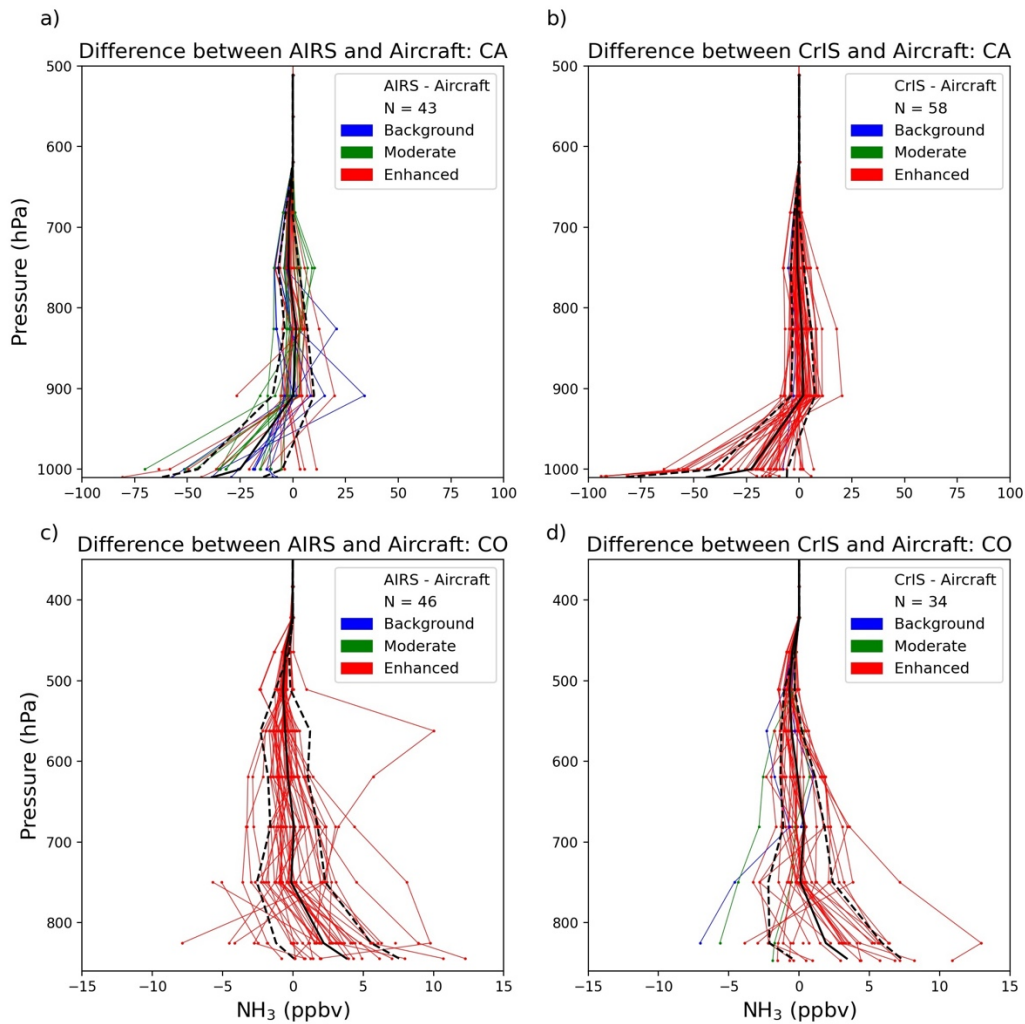 a)
Difference between AIRS and Aircraft: CA
500
600
700
800
900
1000
Pressure (hPa)
AIRS - Aircraft
N = 43
Background
Moderate
Enhanced
−100 −75 −50 −25 0 25 50 75 100
b)
Difference between CrIS and Aircraft: CA
500
600
700
800
900
1000
CrIS - Aircraft
N = 58
Background
Moderate
Enhanced
−100 −75 −50 −25 0 25 50 75 100
c)
Difference between AIRS and Aircraft: CO
400
500
600
700
800
Pressure (hPa)
AIRS - Aircraft
N = 46
Background
Moderate
Enhanced
−15 −10 −5 0 5 10 15
NH₃ (ppbv)
d)
Difference between CrIS and Aircraft: CO
400
500
600
700
800
CrIS - Aircraft
N = 34
Background
Moderate
Enhanced
−15 −10 −5 0 5 10 15
NH₃ (ppbv)